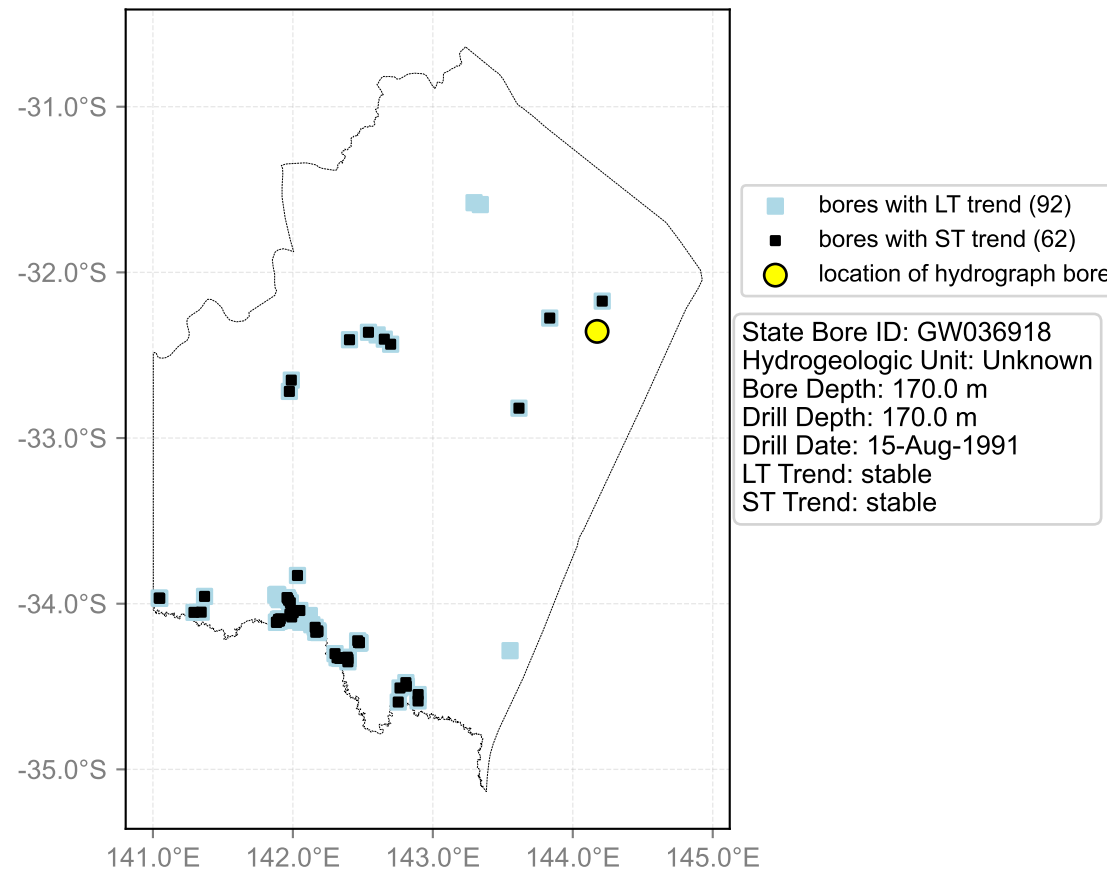 -31.0°S
-32.0°S
-33.0°S
-34.0°S
-35.0°S
141.0°E 142.0°E 143.0°E 144.0°E 145.0°E
bores with LT trend (92)
bores with ST trend (62)
location of hydrograph bore
State Bore ID: GW036918
Hydrogeologic Unit: Unknown
Bore Depth: 170.0 m
Drill Depth: 170.0 m
Drill Date: 15-Aug-1991
LT Trend: stable
ST Trend: stable